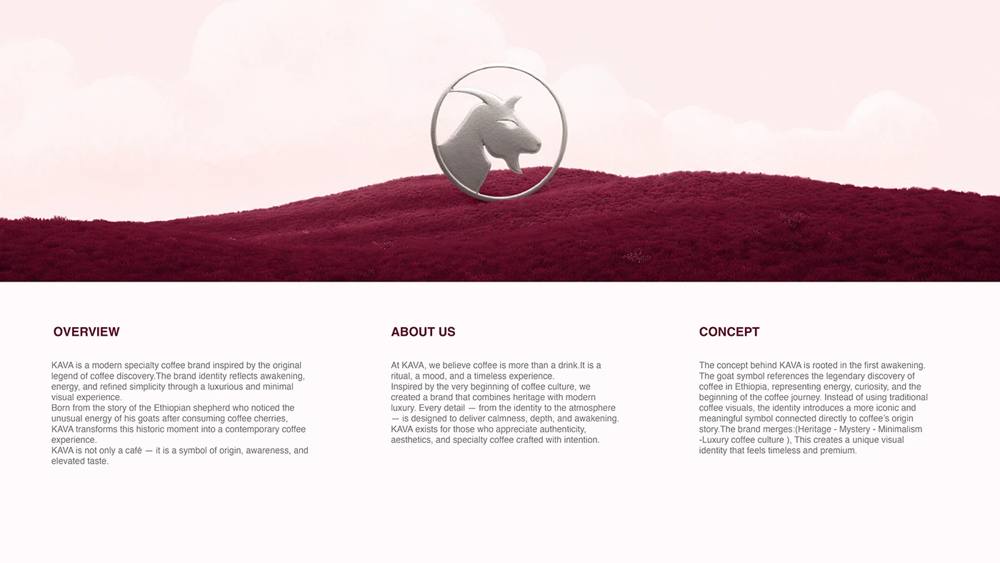 OVERVIEW
KAVA is a modern specialty coffee brand inspired by the original
legend of coffee discovery.The brand identity reflects awakening,
energy, and refined simplicity through a luxurious and minimal
visual experience.
Born from the story of the Ethiopian shepherd who noticed the
unusual energy of his goats after consuming coffee cherries,
KAVA transforms this historic moment into a contemporary coffee
experience.
KAVA is not only a café — it is a symbol of origin, awareness, and
elevated taste.
ABOUT US
At KAVA, we believe coffee is more than a drink.It is a
ritual, a mood, and a timeless experience.
Inspired by the very beginning of coffee culture, we
created a brand that combines heritage with modern
luxury. Every detail — from the identity to the atmosphere
— is designed to deliver calmness, depth, and awakening.
KAVA exists for those who appreciate authenticity,
aesthetics, and specialty coffee crafted with intention.
CONCEPT
The concept behind KAVA is rooted in the first awakening.
The goat symbol references the legendary discovery of
coffee in Ethiopia, representing energy, curiosity, and the
beginning of the coffee journey. Instead of using traditional
coffee visuals, the identity introduces a more iconic and
meaningful symbol connected directly to coffee's origin
story.The brand merges:(Heritage - Mystery - Minimalism
-Luxury coffee culture ), This creates a unique visual
identity that feels timeless and premium.